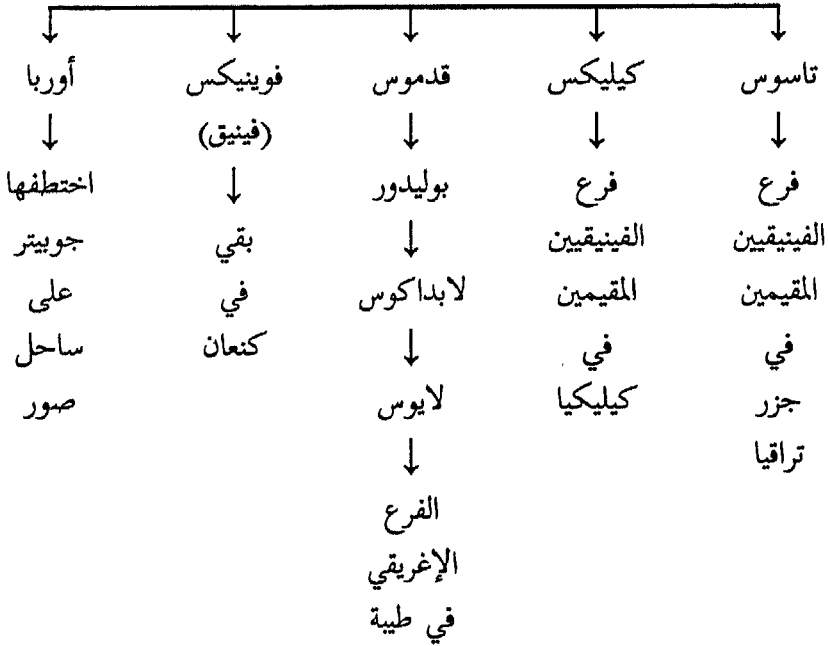 تاسوس
فرع
الفينيقيين
المقيمين
في
جزر
تراقيا
كيليكس
فرع
الفينيقيين
المقيمين
في
كيليكيا
قدموس
بوليدور
لابداكوس
لايوس
الفرع
الإغريقي
في طيبة
فوينيكس
(فينيق)
بقي
في
كنعان
أوربا
اختطفها
جوبيتر
على
ساحل
صور